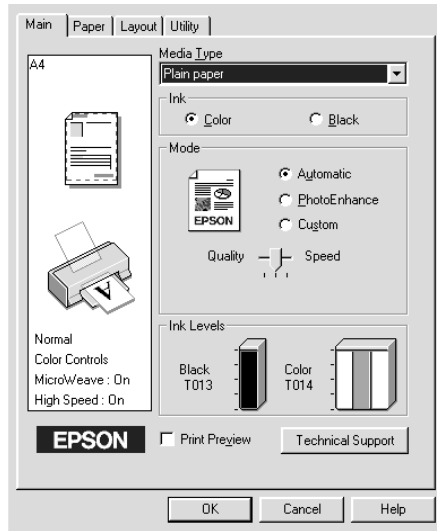 Main Paper Layout Utility
A4
Media Type
Plain paper
Ink
Color Black
Mode
Automatic
PhotoEnhance
Custom
EPSON
Quality Speed
Normal
Color Controls
MicroWeave : On
High Speed : On
Ink Levels
Black
T013
Color
T014
EPSON
Print Preview
Technical Support
OK Cancel Help